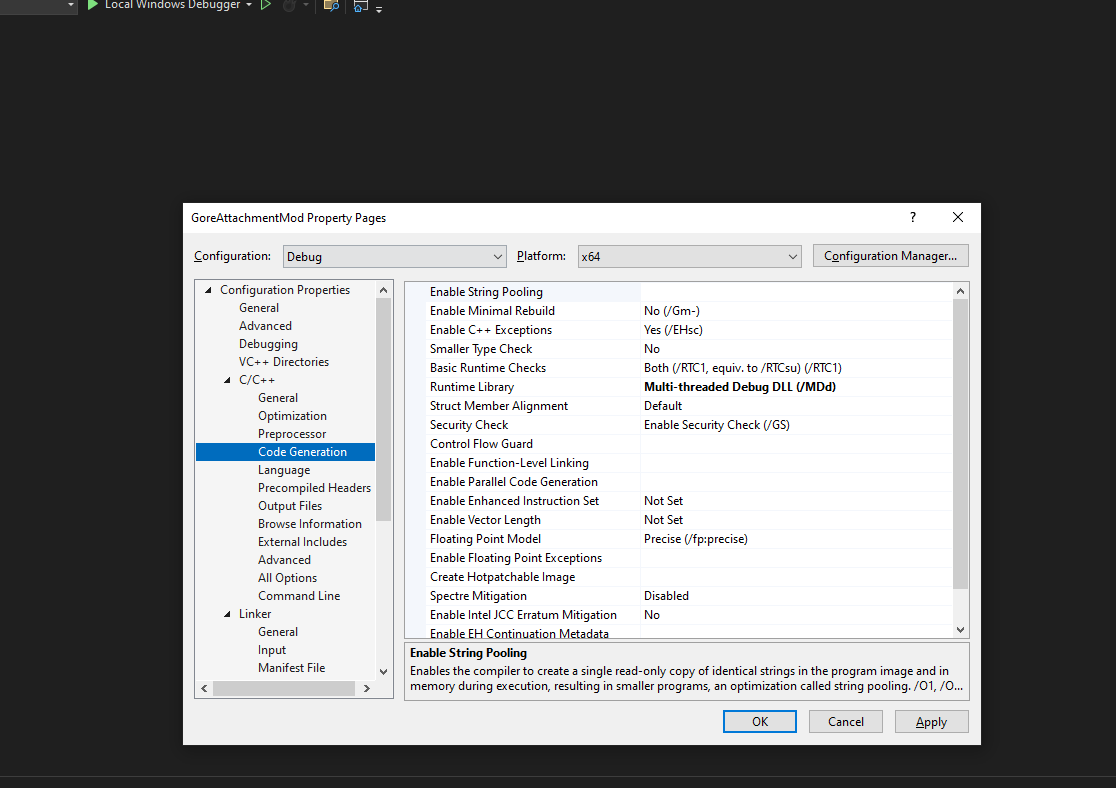 Local Windows Debugger
GoreAttachmentMod Property Pages
?
Configuration: Debug Platform: x64 Configuration Manager...
Configuration Properties
General
Advanced
Debugging
VC++ Directories
C/C++
General
Optimization
Preprocessor
Code Generation
Language
Precompiled Headers
Output Files
Browse Information
External Includes
Advanced
All Options
Command Line
Linker
General
Input
Manifest File
Enable String Pooling
Enable Minimal Rebuild No (/Gm-)
Enable C++ Exceptions Yes (/EHsc)
Smaller Type Check No
Basic Runtime Checks Both (/RTC1, equiv. to /RTCsu) (/RTC1)
Runtime Library Multi-threaded Debug DLL (/MDd)
Struct Member Alignment Default
Security Check Enable Security Check (/GS)
Control Flow Guard
Enable Function-Level Linking
Enable Parallel Code Generation
Enable Enhanced Instruction Set Not Set
Enable Vector Length Not Set
Floating Point Model Precise (/fp:precise)
Enable Floating Point Exceptions
Create Hotpatchable Image
Spectre Mitigation Disabled
Enable Intel JCC Erratum Mitigation No
Enable EH Continuation Metadata
Enable String Pooling
Enables the compiler to create a single read-only copy of identical strings in the program image and in
memory during execution, resulting in smaller programs, an optimization called string pooling. /O1, /O...
OK Cancel Apply